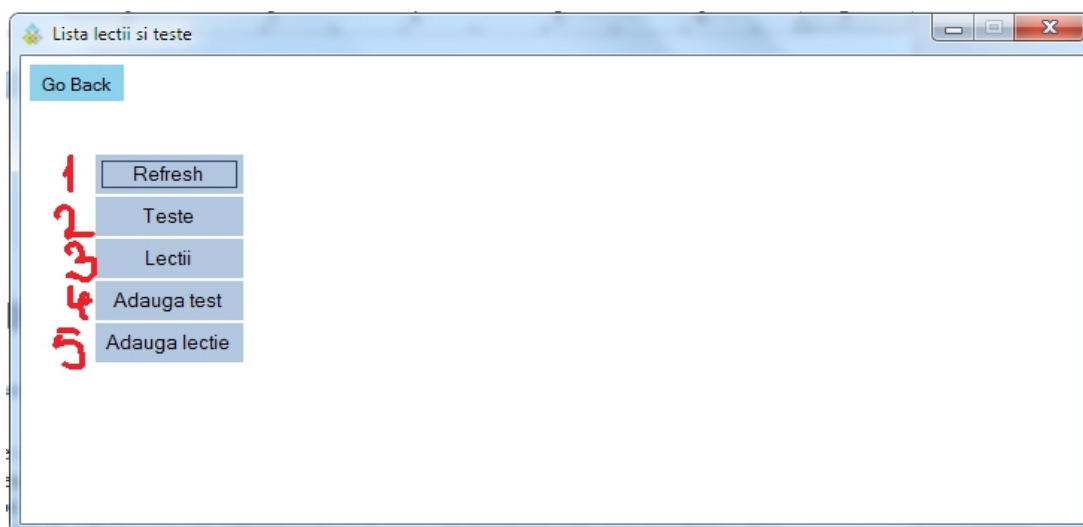 Lista lectii si teste
Go Back
1 Refresh
2 Teste
3 Lectii
4 Adauga test
5 Adauga lectie